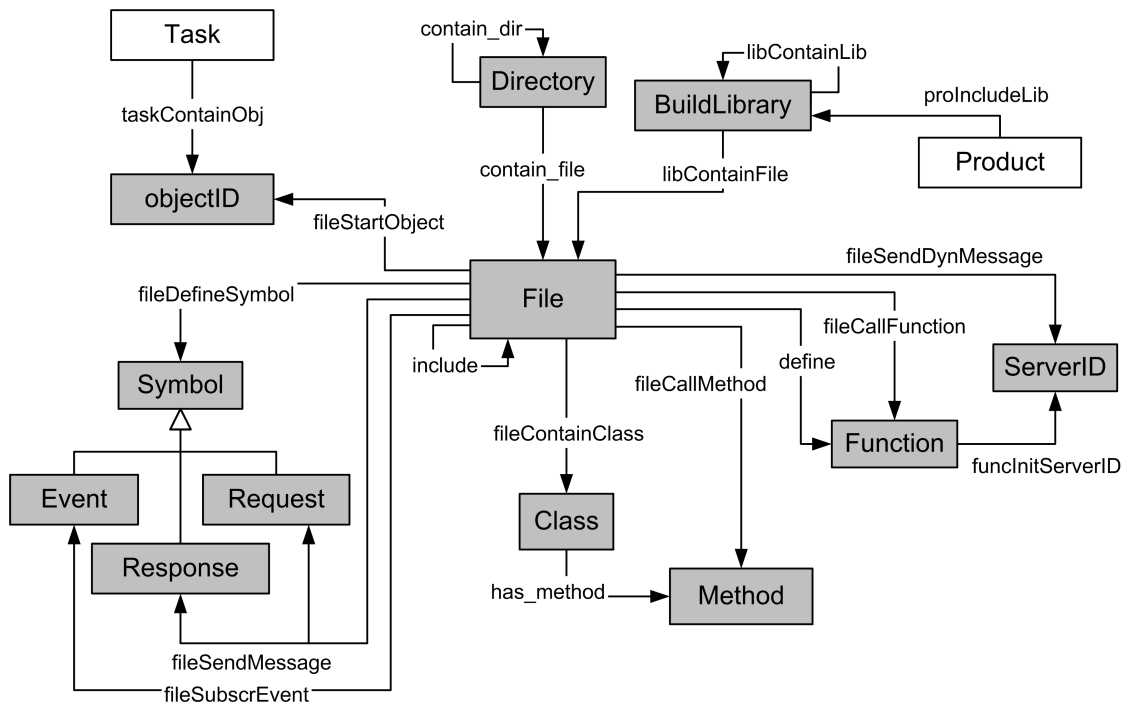 Task
contain_dir
Directory
libContainLib
BuildLibrary
proIncludeLib
Product
taskContainObj
contain_file
libContainFile
objectID
fileStartObject
fileSendDynMessage
fileDefineSymbol
File
fileCallFunction
include
fileCallMethod
define
ServerID
Symbol
fileContainClass
Function
funcInitServerID
Event
Request
Class
Response
has_method
Method
fileSendMessage
fileSubscrEvent